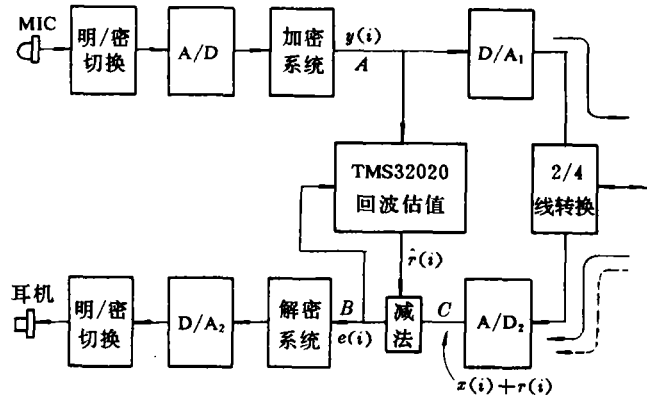 MIC
明/密
切换
A/D
加密
系统
y(i)
A
D/A₁
TMS32020
回波估值
2/4
线转换
r̂(i)
耳机
明/密
切换
D/A₂
解密
系统
B
e(i)
减
法
C
A/D₂
x(i)+r(i)